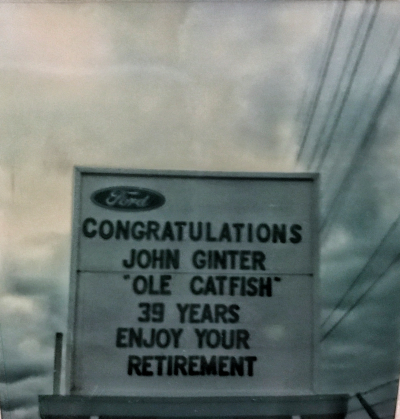 Ford
CONGRATULATIONS
JOHN GINTER
"OLE CATFISH"
39 YEARS
ENJOY YOUR
RETIREMENT